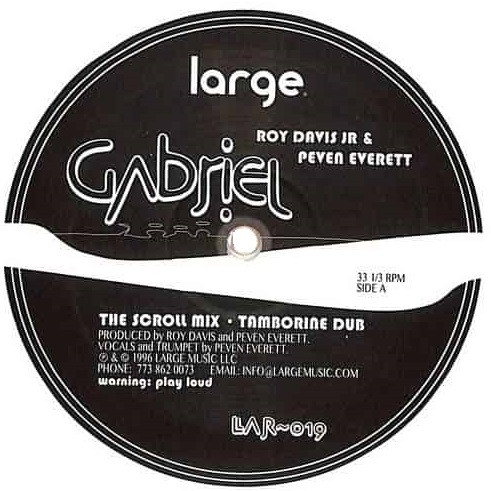 large
ROY DAVIS JR &
PEVEN EVERETT
Gabriel
33 1/3 RPM
SIDE A
THE SCROLL MIX • TAMBORINE DUB
PRODUCED by ROY DAVIS and PEVEN EVERETT.
VOCALS and TRUMPET by PEVEN EVERETT.
℗ & © 1996 LARGE MUSIC LLC
PHONE: 773 862 0073 EMAIL: INFO@LARGEMUSIC.COM
warning: play loud
LAR~019